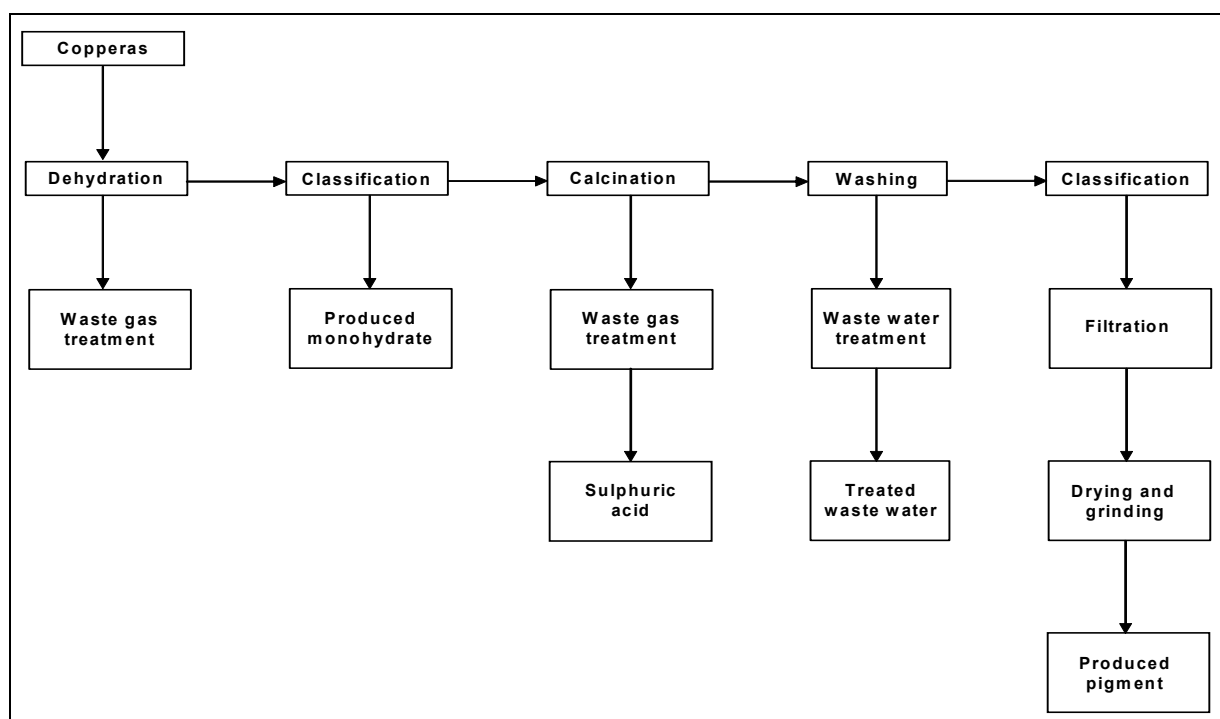 Copperas
Dehydration
Classification
Calcination
Washing
Classification
Waste gas
treatment
Produced
monohydrate
Waste gas
treatment
Waste water
treatment
Filtration
Sulphuric
acid
Treated
waste water
Drying and
grinding
Produced
pigment